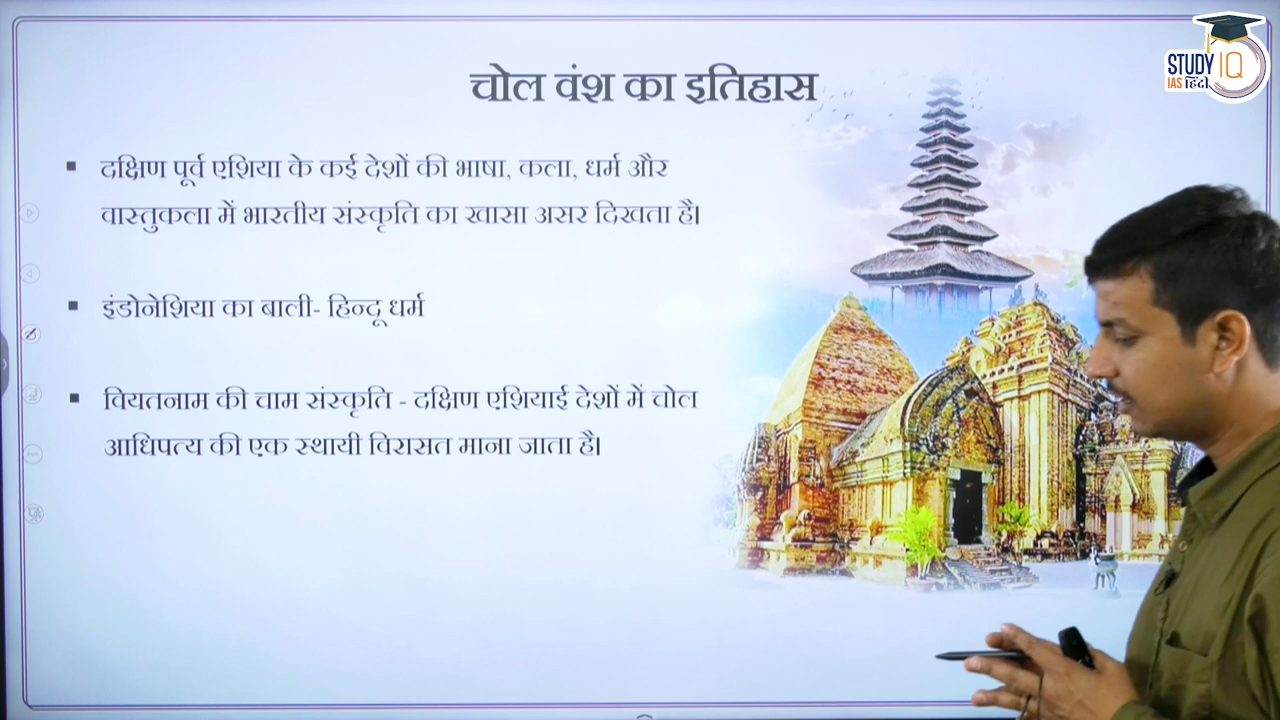 STUDY IQ
IAS हिंदी
चोल वंश का इतिहास
दक्षिण पूर्व एशिया के कई देशों की भाषा, कला, धर्म और
वास्तुकला में भारतीय संस्कृति का खासा असर दिखता है।
इंडोनेशिया का बाली- हिन्दू धर्म
वियतनाम की चाम संस्कृति - दक्षिण एशियाई देशों में चोल
आधिपत्य की एक स्थायी विरासत माना जाता है।